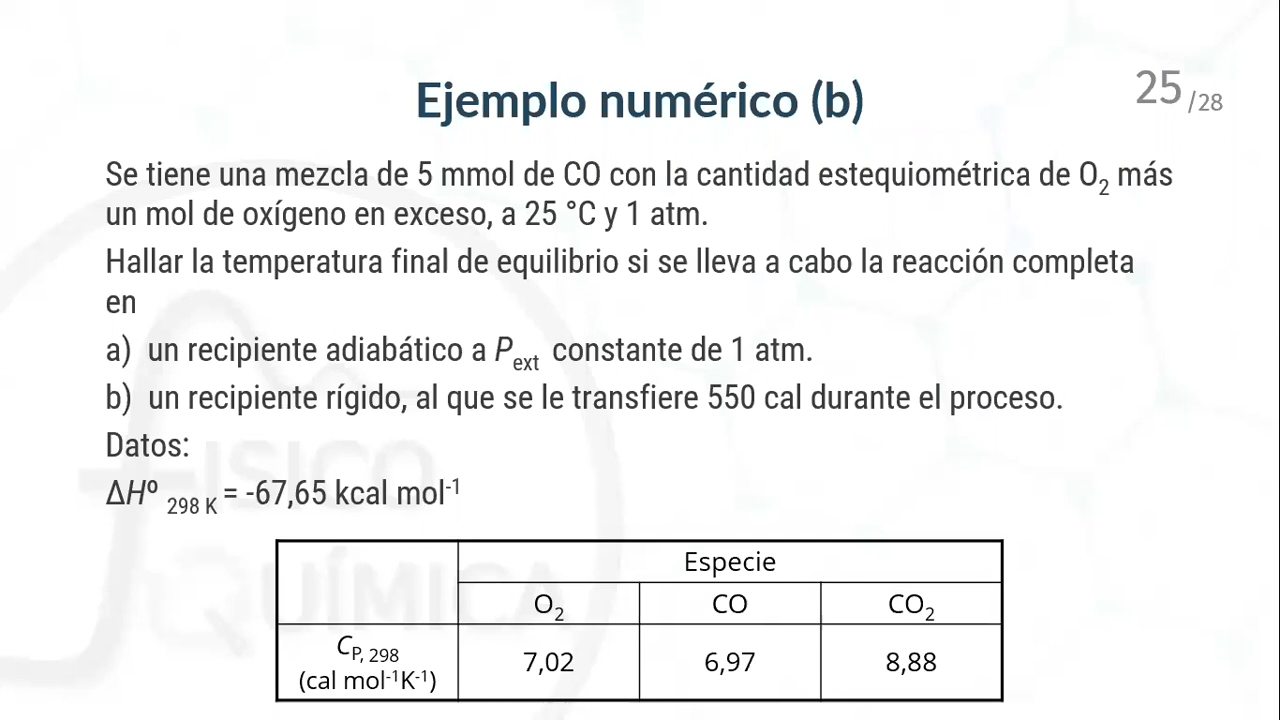 Ejemplo numérico (b)
25/28
Se tiene una mezcla de 5 mmol de CO con la cantidad estequiométrica de O₂ más
un mol de oxígeno en exceso, a 25 °C y 1 atm.
Hallar la temperatura final de equilibrio si se lleva a cabo la reacción completa
en
a) un recipiente adiabático a P_ext constante de 1 atm.
b) un recipiente rígido, al que se le transfiere 550 cal durante el proceso.
Datos:
ΔHº 298 K = -67,65 kcal mol⁻¹
Especie
O₂ CO CO₂
C_P, 298
(cal mol⁻¹K⁻¹)
7,02 6,97 8,88
ISICO
QUÍMICA